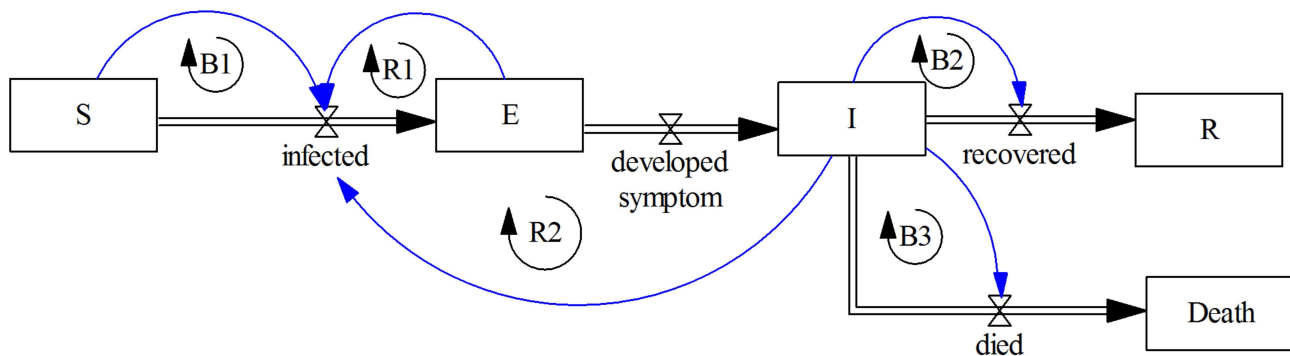 B1
R1
B2
S
E
I
R
infected
developed
symptom
recovered
R2
B3
Death
died